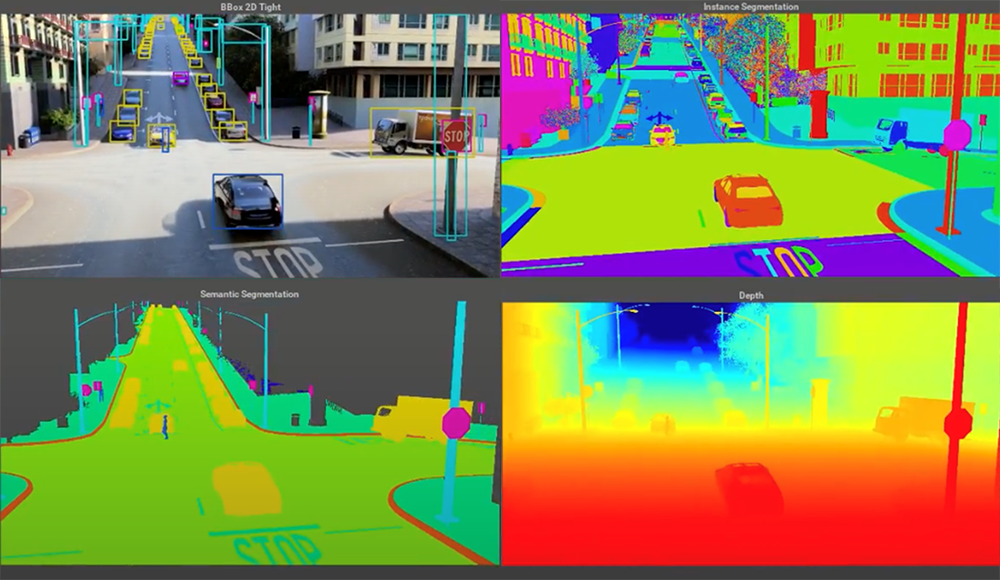 BBox 2D Tight
Instance Segmentation
STOP
STOP
STOP
Semantic Segmentation
Depth
STOP